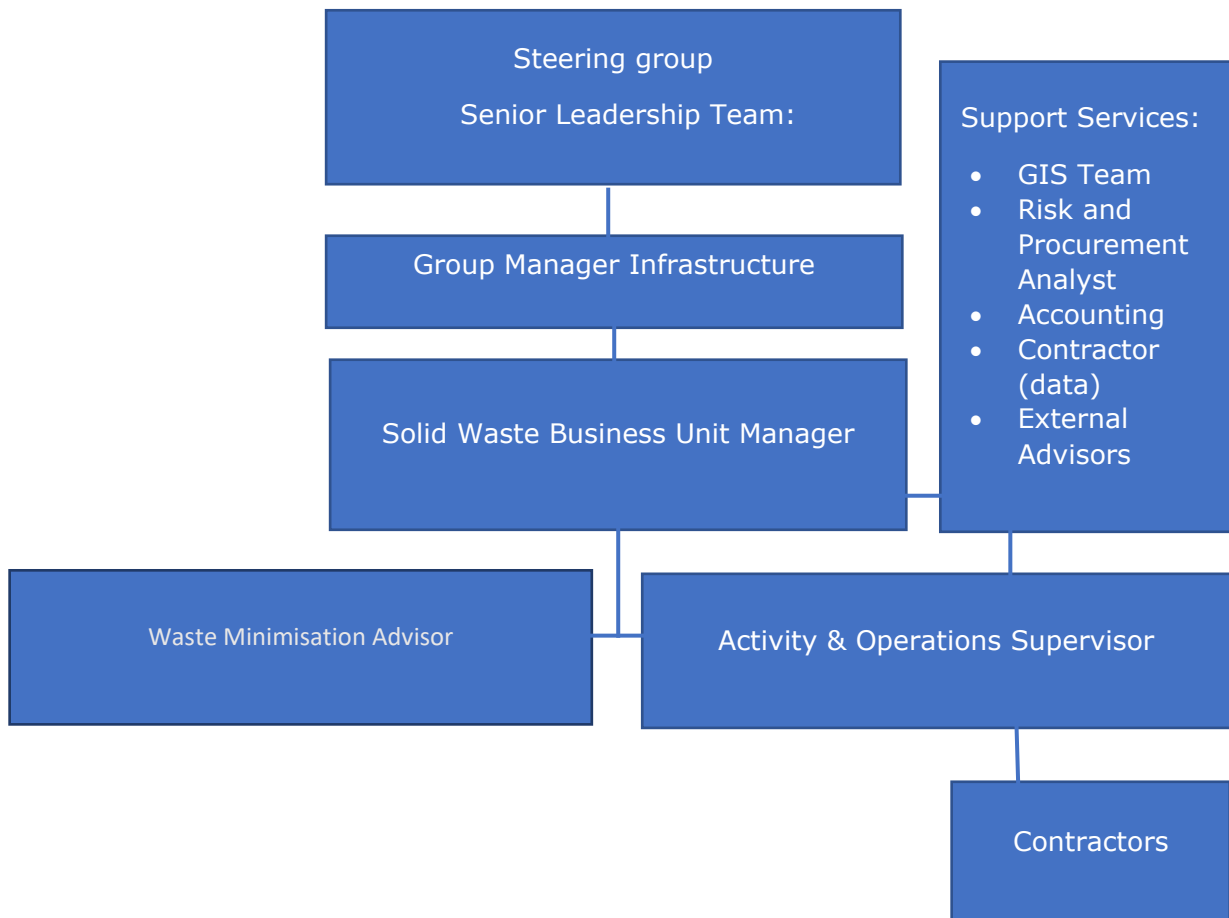 Steering group
Senior Leadership Team:
Support Services:
• GIS Team
• Risk and
Procurement
Analyst
• Accounting
• Contractor
(data)
• External
Advisors
Group Manager Infrastructure
Solid Waste Business Unit Manager
Waste Minimisation Advisor
Activity & Operations Supervisor
Contractors